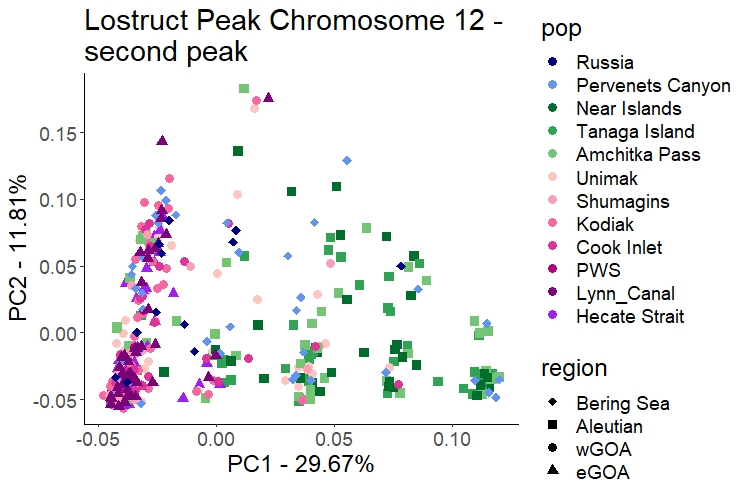 Lostruct Peak Chromosome 12 -
second peak
PC2 - 11.81%
0.15
0.10
0.05
0.00
-0.05
-0.05
0.00
0.05
0.10
PC1 - 29.67%
pop
Russia
Pervenets Canyon
Near Islands
Tanaga Island
Amchitka Pass
Unimak
Shumagins
Kodiak
Cook Inlet
PWS
Lynn_Canal
Hecate Strait
region
Bering Sea
Aleutian
wGOA
eGOA